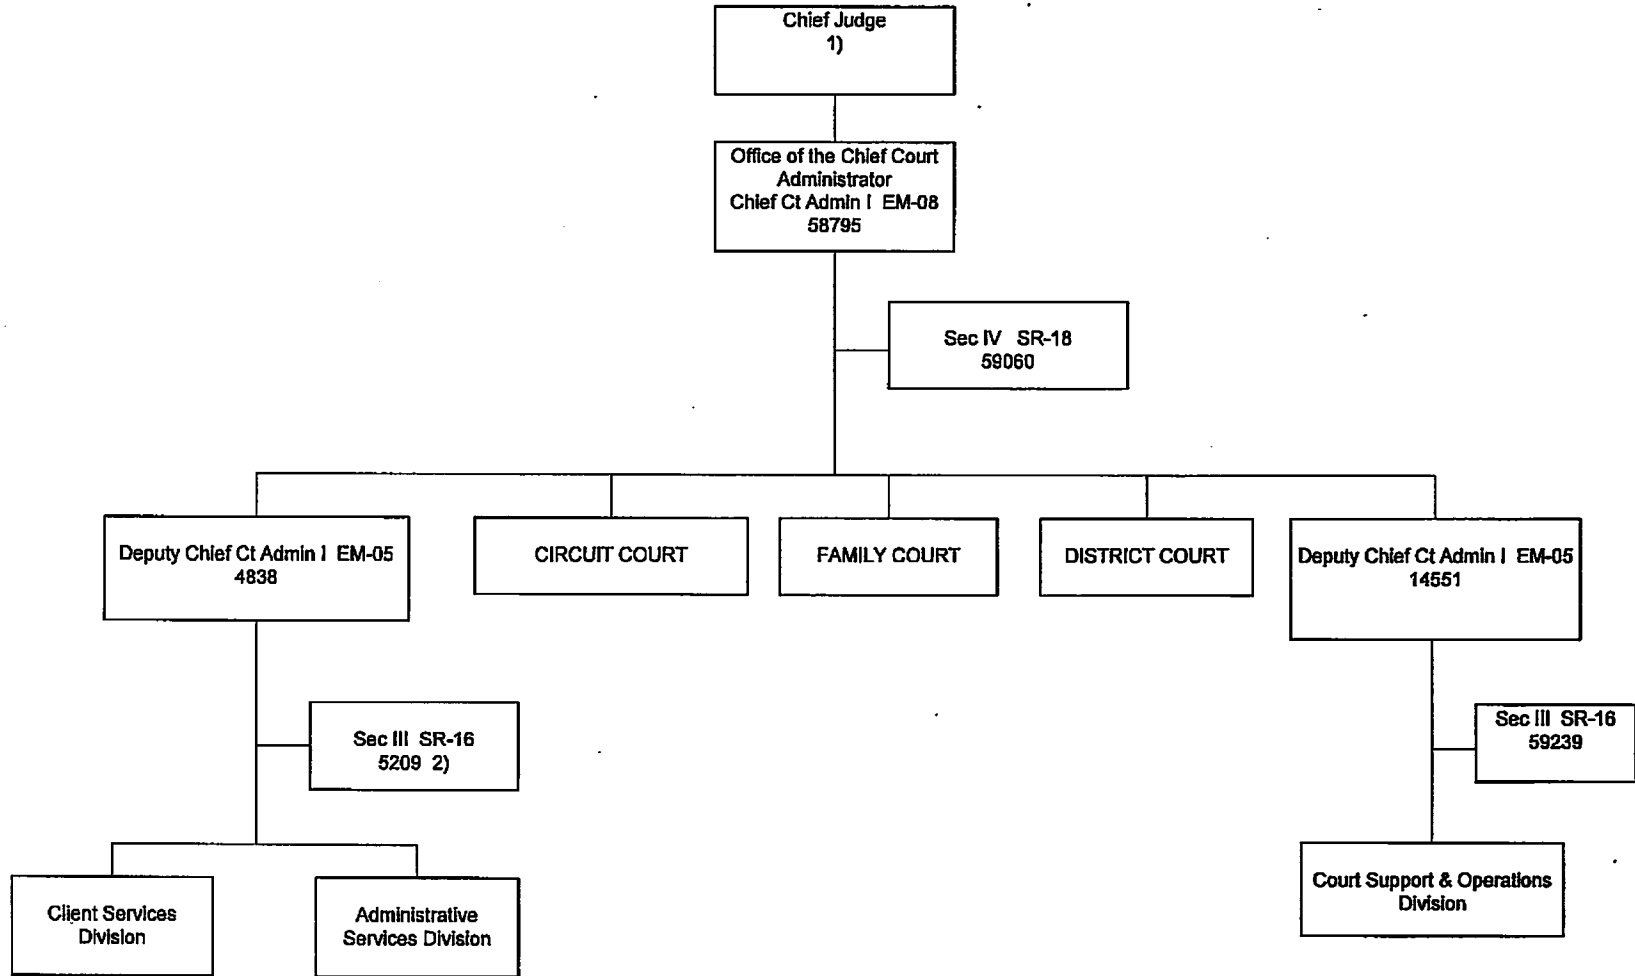 Chief Judge
1)
Office of the Chief Court
Administrator
Chief Ct Admin I EM-08
58795
Sec IV SR-18
59060
Deputy Chief Ct Admin I EM-05
4838
CIRCUIT COURT
FAMILY COURT
DISTRICT COURT
Deputy Chief Ct Admin I EM-05
14551
Sec III SR-16
5209 2)
Sec III SR-16
59239
Client Services
Division
Administrative
Services Division
Court Support & Operations
Division